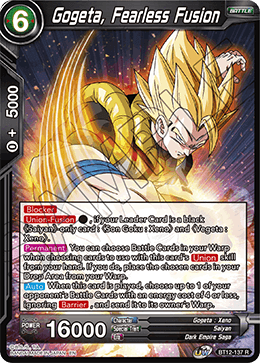 6
Gogeta, Fearless Fusion
BATTLE
+ 5000
Blocker
Union-Fusion, if your Leader Card is a black
《Saiyan》 only card : 〈Son Goku : Xeno〉 and 〈Vegeta :
Xeno〉.
Permanent You can choose Battle Cards in your Warp
when choosing cards to use with this card's Union skill
from your hand. If you do, place the chosen cards in your
Drop Area from your Warp.
Auto When this card is played, choose up to 1 of your
opponent's Battle Cards with an energy cost of 4 or less,
ignoring Barrier, and send it to its owner's Warp.
POWER
16000
Character
Gogeta : Xeno
Special Trait
Saiyan
Era
Dark Empire Saga
BT12-137 R